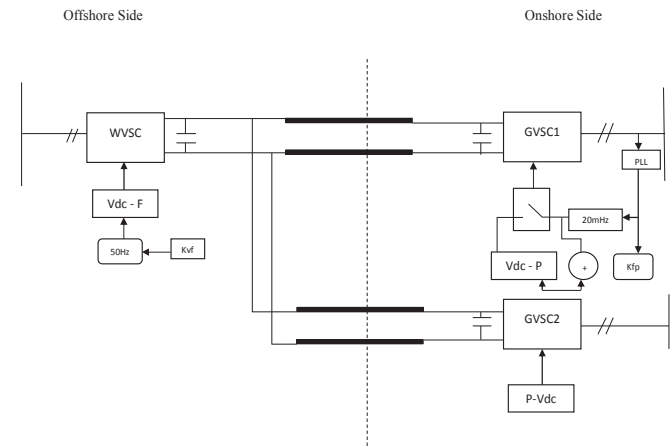 Offshore Side
Onshore Side
WVSC
GVSC1
PLL
Vdc - F
20mHz
50Hz
Kvf
Vdc - P
+
Kfp
GVSC2
P-Vdc